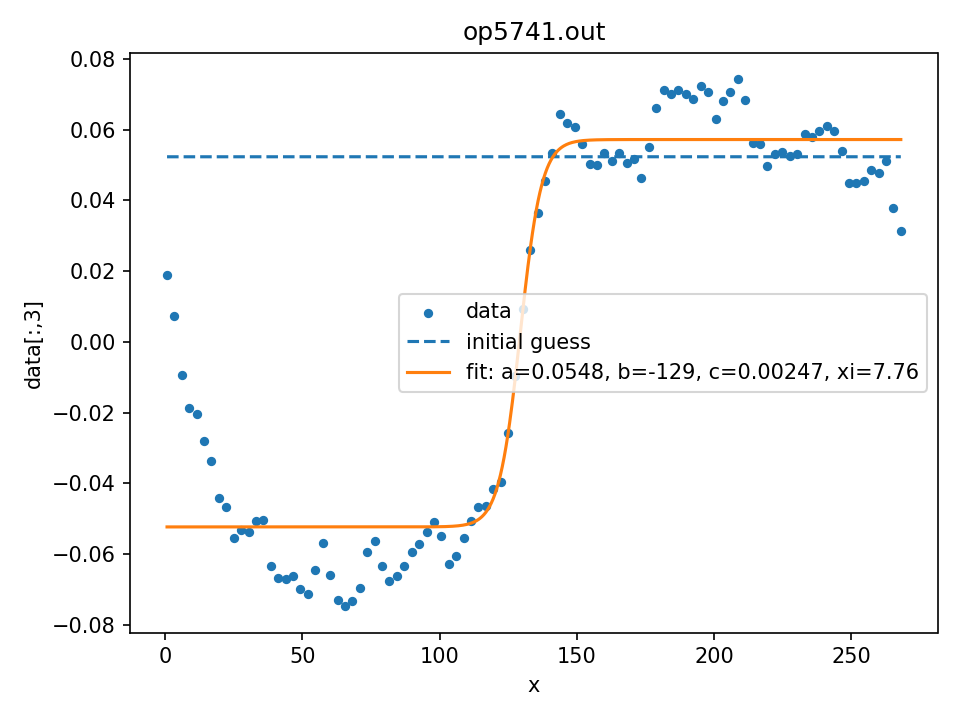 op5741.out
data[:,3]
0.08
0.06
0.04
0.02
0.00
−0.02
−0.04
−0.06
−0.08
data
initial guess
fit: a=0.0548, b=-129, c=0.00247, xi=7.76
0 50 100 150 200 250
x